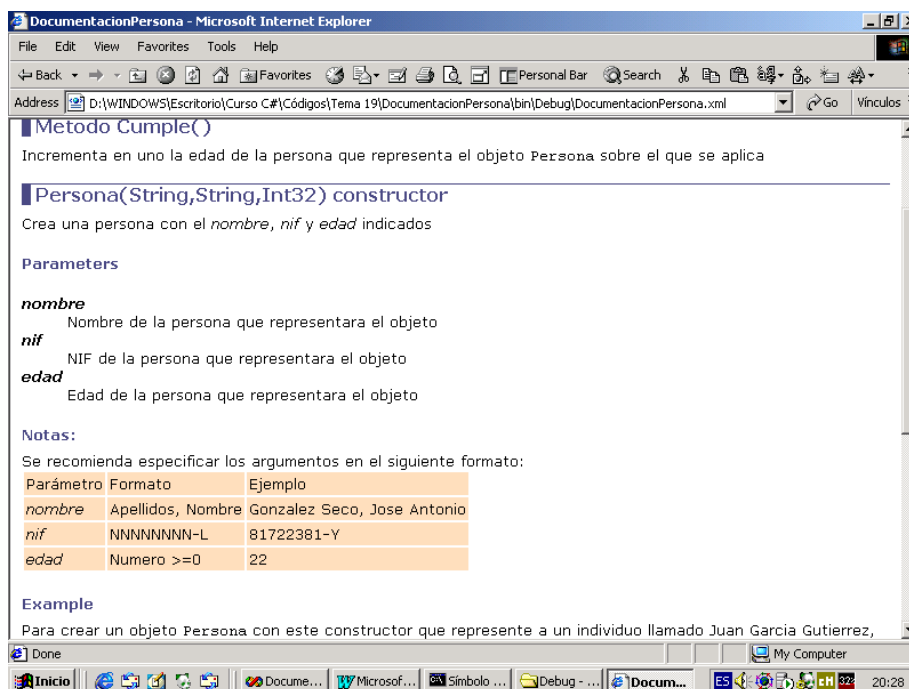 DocumentacionPersona - Microsoft Internet Explorer
File Edit View Favorites Tools Help
Back Favorites Personal Bar Search
Address D:\WINDOWS\Escritorio\Curso C#\Códigos\Tema 19\DocumentacionPersona\bin\Debug\DocumentacionPersona.xml Go Vínculos
Metodo Cumple()
Incrementa en uno la edad de la persona que representa el objeto Persona sobre el que se aplica
Persona(String,String,Int32) constructor
Crea una persona con el nombre, nif y edad indicados
Parameters
nombre
Nombre de la persona que representara el objeto
nif
NIF de la persona que representara el objeto
edad
Edad de la persona que representara el objeto
Notas:
Se recomienda especificar los argumentos en el siguiente formato:
Parámetro Formato Ejemplo
nombre Apellidos, Nombre Gonzalez Seco, Jose Antonio
nif NNNNNNNN-L 81722381-Y
edad Numero >=0 22
Example
Para crear un objeto Persona con este constructor que represente a un individuo llamado Juan Garcia Gutierrez,
Done My Computer
Inicio Docume... Microsof... Símbolo ... Debug - ... Docum... ES 20:28